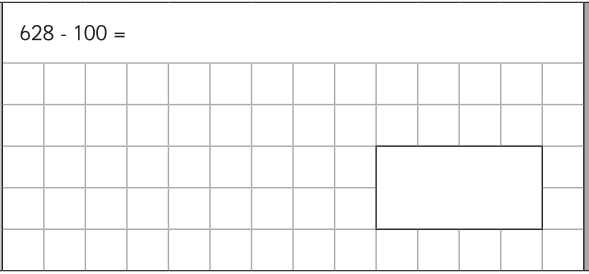 628 - 100 =